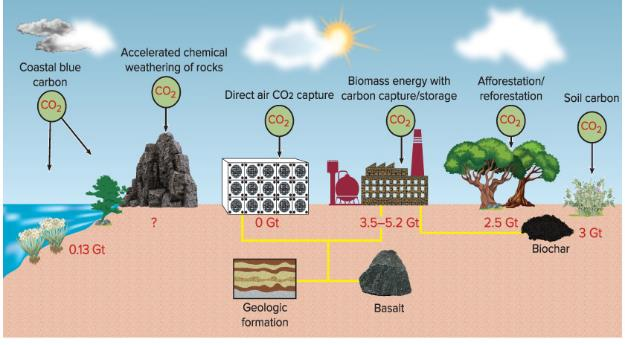 Coastal blue
carbon
CO2
Accelerated chemical
weathering of rocks
CO2
Direct air CO2 capture
CO2
Biomass energy with
carbon capture/storage
CO2
Afforestation/
reforestation
CO2
Soil carbon
CO2
0.13 Gt
?
0 Gt
3.5–5.2 Gt
2.5 Gt
3 Gt
Biochar
Geologic
formation
Basalt